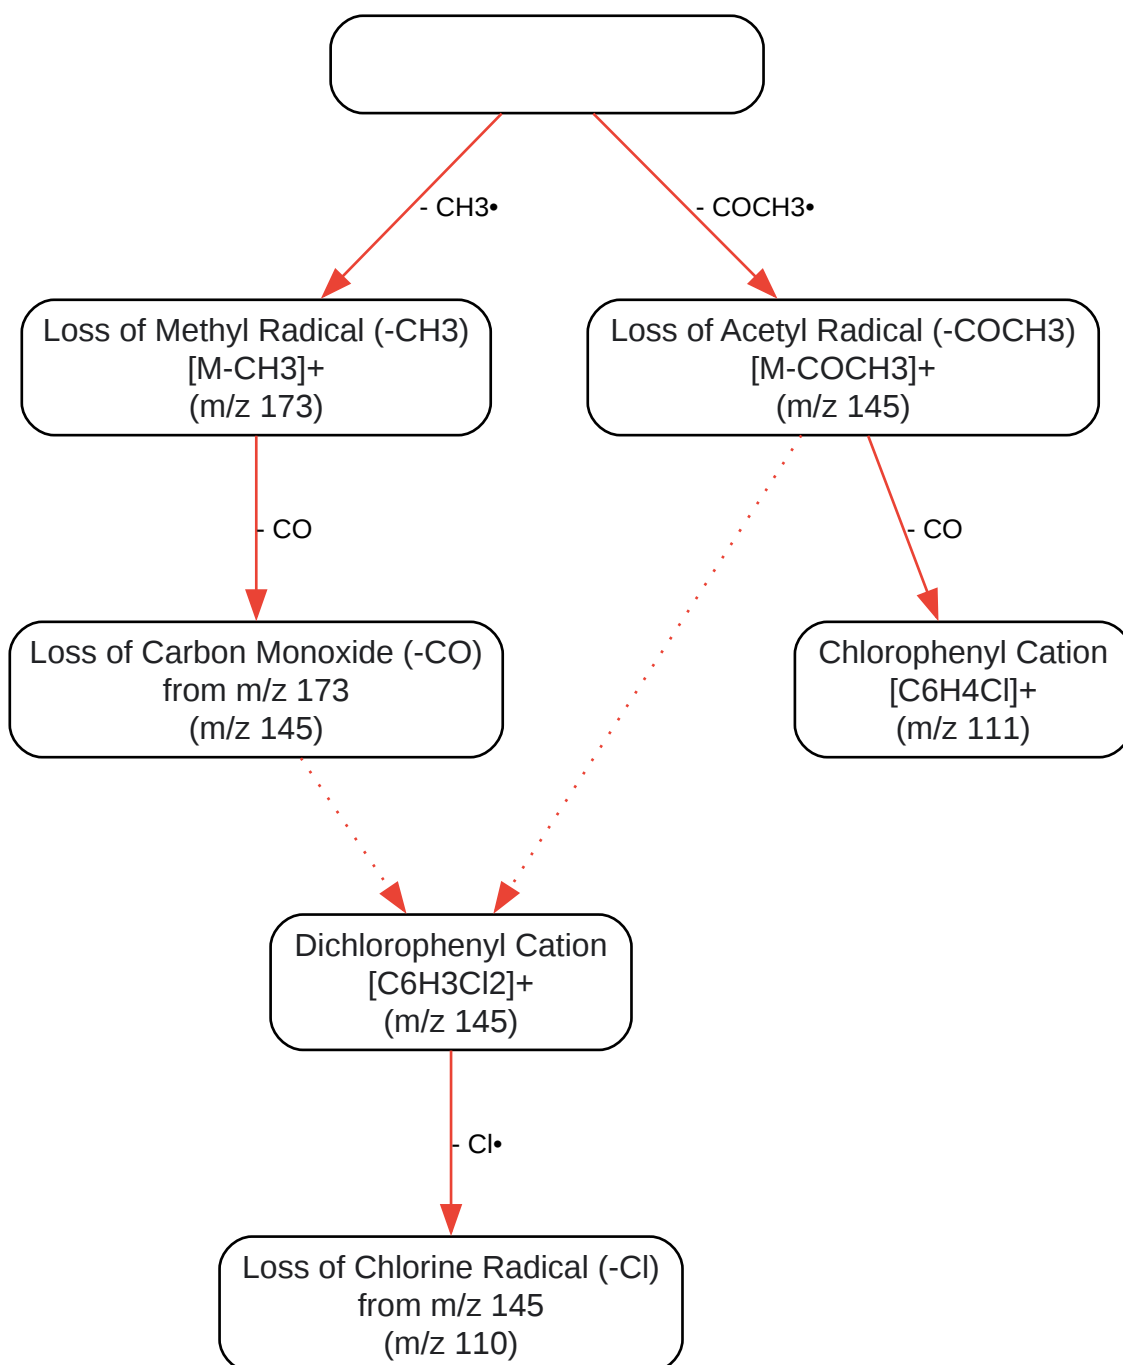 - CH3•
- COCH3•
Loss of Methyl Radical (-CH3)
[M-CH3]+
(m/z 173)
Loss of Acetyl Radical (-COCH3)
[M-COCH3]+
(m/z 145)
- CO
- CO
Loss of Carbon Monoxide (-CO)
from m/z 173
(m/z 145)
Chlorophenyl Cation
[C6H4Cl]+
(m/z 111)
Dichlorophenyl Cation
[C6H3Cl2]+
(m/z 145)
- Cl•
Loss of Chlorine Radical (-Cl)
from m/z 145
(m/z 110)